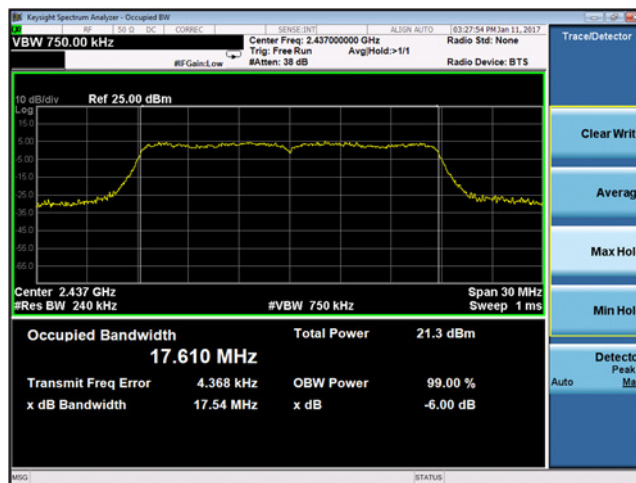 Keysight Spectrum Analyzer - Occupied BW
RF 50 Ω DC CORREC SENSE:INT ALIGN AUTO 03:27:54 PM Jan 11, 2017
VBW 750.00 kHz Center Freq: 2.437000000 GHz Radio Std: None
Trig: Free Run Avg|Hold:>1/1
#IFGain:Low #Atten: 38 dB Radio Device: BTS
Trace/Detector
10 dB/div Ref 25.00 dBm
Log
15.0
5.00
-5.00
-15.0
-25.0
-35.0
-45.0
-55.0
-65.0
Center 2.437 GHz Span 30 MHz
#Res BW 240 kHz #VBW 750 kHz Sweep 1 ms
Occupied Bandwidth Total Power 21.3 dBm
17.610 MHz
Transmit Freq Error 4.368 kHz OBW Power 99.00 %
x dB Bandwidth 17.54 MHz x dB -6.00 dB
Clear Writ
Averag
Max Hol
Min Hol
Detecto
Peak
Auto Ma
MSG STATUS